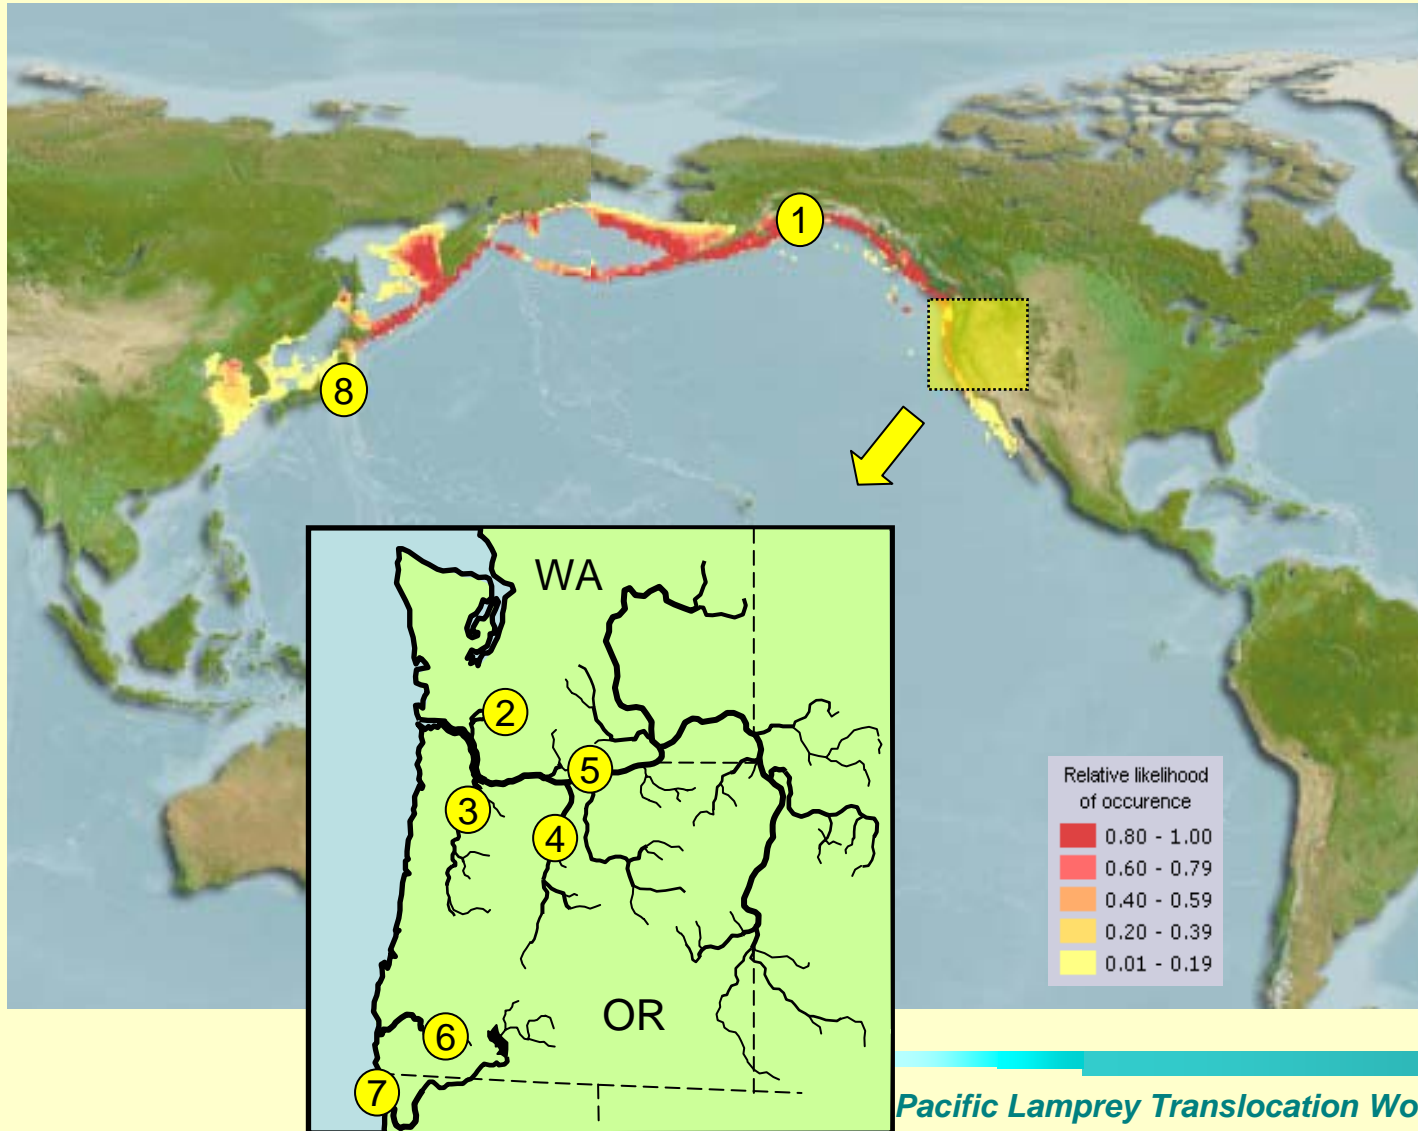 1
8
WA
2
5
3
4
Relative likelihood
of occurence
0.80 - 1.00
0.60 - 0.79
0.40 - 0.59
0.20 - 0.39
0.01 - 0.19
OR
6
7
Pacific Lamprey Translocation Wo